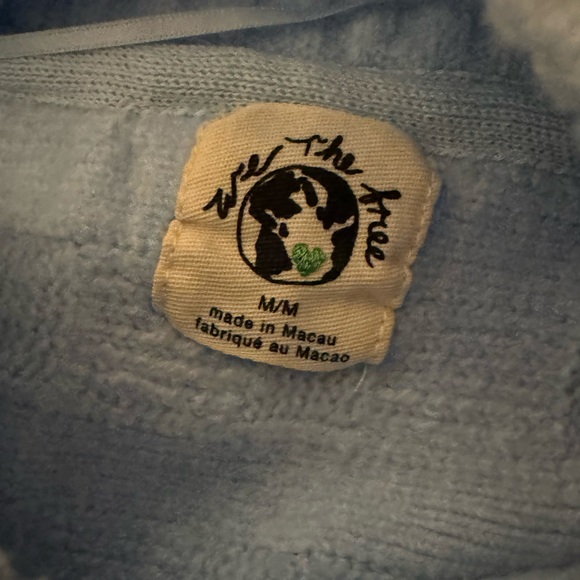 We The free
M/M
made in Macau
fabriqué au Macao